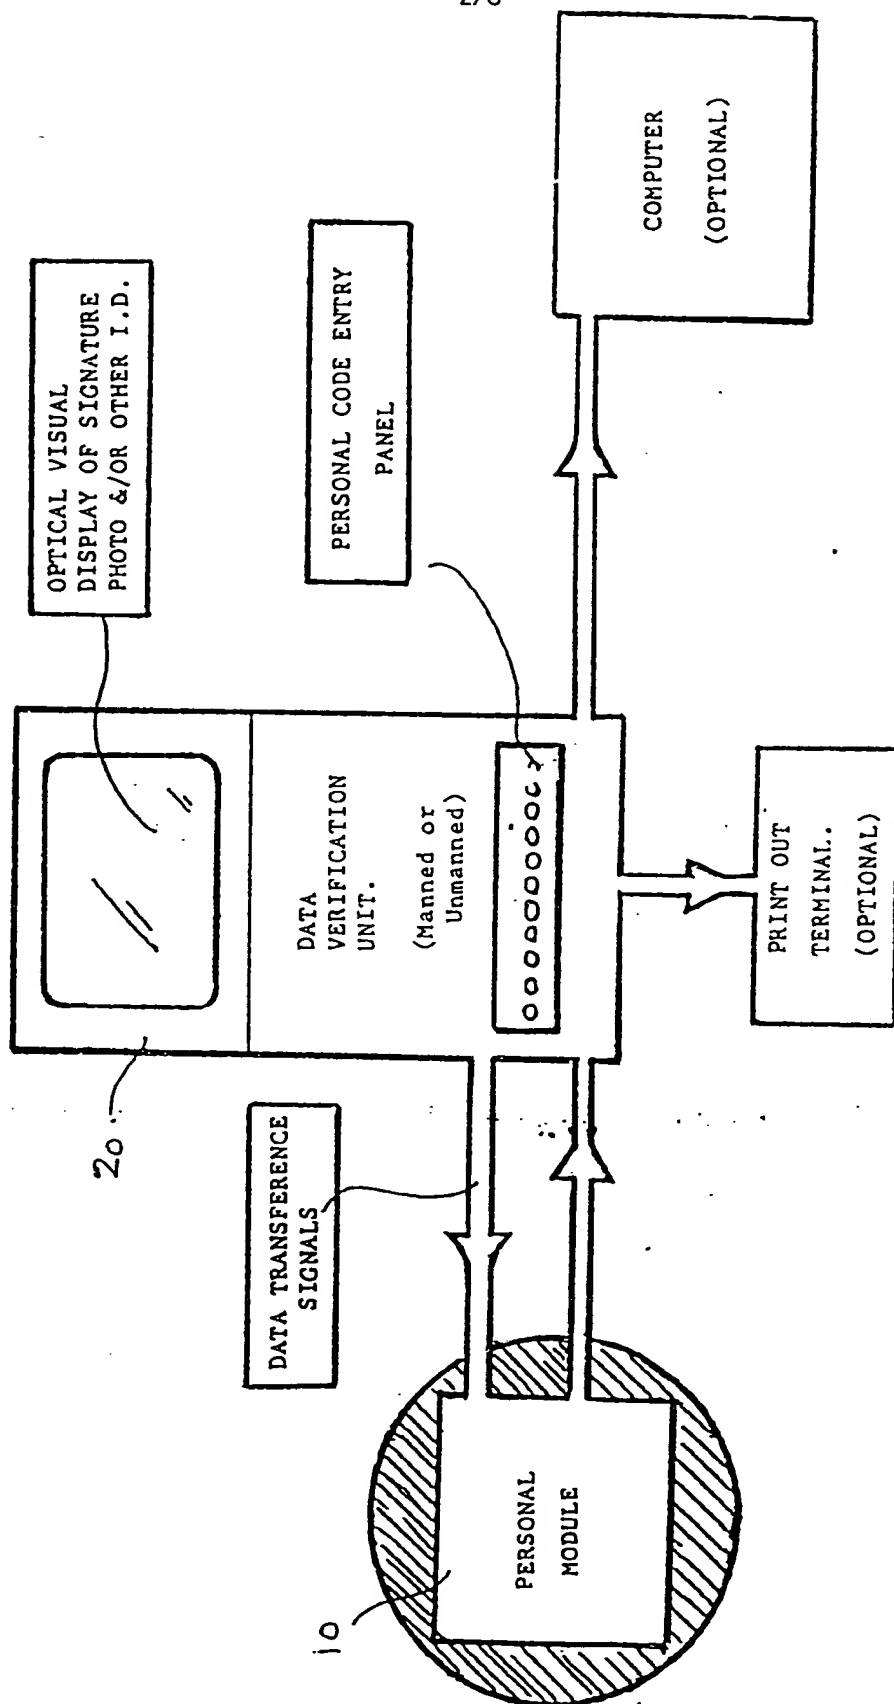 OPTICAL VISUAL
DISPLAY OF SIGNATURE
PHOTO &/OR OTHER I.D.
PERSONAL CODE ENTRY
PANEL
COMPUTER
(OPTIONAL)
20
DATA
VERIFICATION
UNIT.
(Manned or
Unmanned)
DATA TRANSFERENCE
SIGNALS
PRINT OUT
TERMINAL.
(OPTIONAL)
10
PERSONAL
MODULE